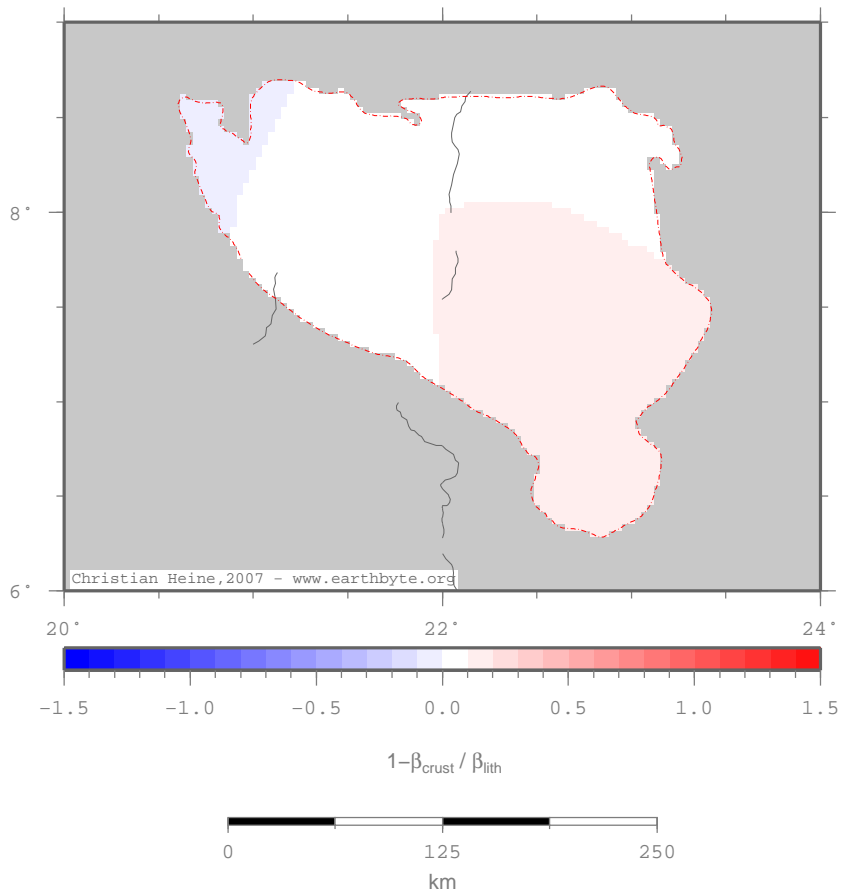 8°
6°
Christian Heine,2007 - www.earthbyte.org
20° 22° 24°
-1.5 -1.0 -0.5 0.0 0.5 1.0 1.5
1−βcrust / βlith
0 125 250
km